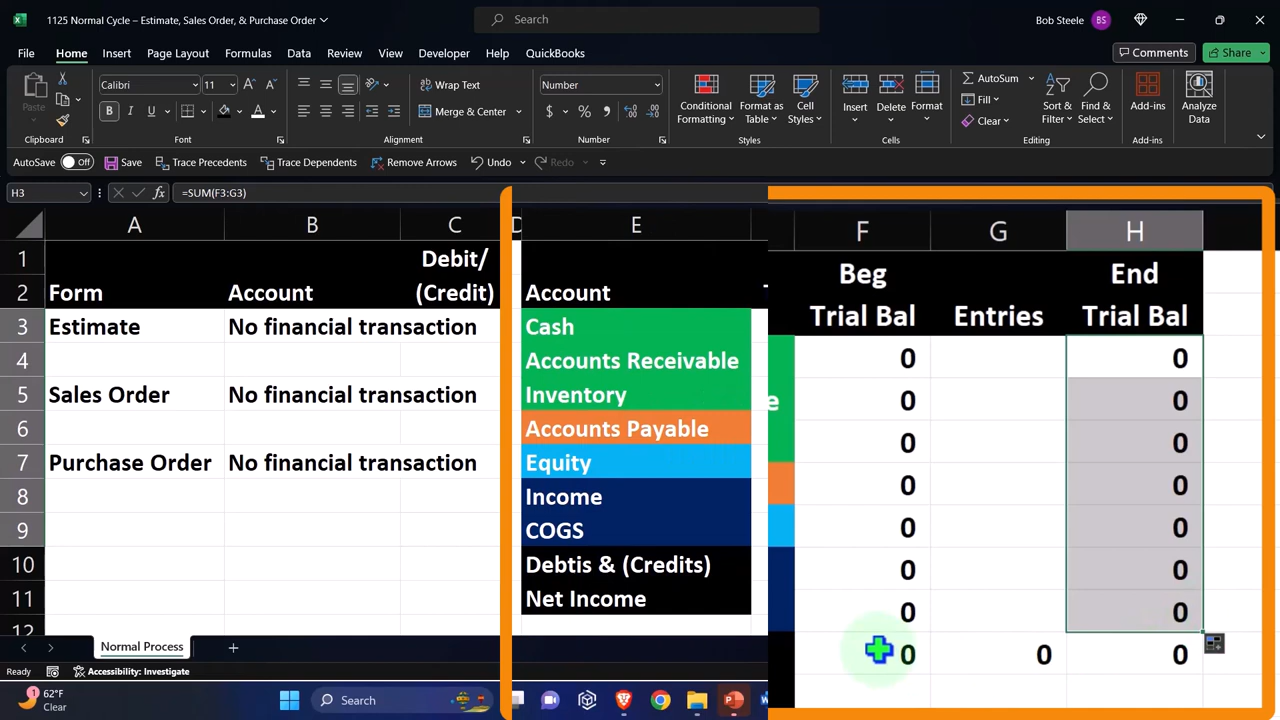 1125 Normal Cycle – Estimate, Sales Order, & Purchase Order
Search
Bob Steele BS
File Home Insert Page Layout Formulas Data Review View Developer Help QuickBooks
Comments Share
Paste
Calibri 11
Wrap Text
Number
Conditional Formatting
Format as Table
Cell Styles
Insert Delete Format
AutoSum
Fill
Clear
Sort & Filter
Find & Select
Add-ins
Analyze Data
B I U
Merge & Center
$ % ,
Clipboard Font Alignment Number Styles Cells Editing Add-ins
AutoSave Off Save Trace Precedents Trace Dependents Remove Arrows Undo Redo
H3 fx =SUM(F3:G3)
A B C D E F G H
1 Debit/ Beg End
2 Form Account (Credit) Account Trial Bal Entries Trial Bal
3 Estimate No financial transaction Cash 0 0
4 Accounts Receivable 0 0
5 Sales Order No financial transaction Inventory 0 0
6 Accounts Payable 0 0
7 Purchase Order No financial transaction Equity 0 0
8 Income 0 0
9 COGS 0 0
10 Debtis & (Credits) 0 0 0
11 Net Income
12
Normal Process
Ready Accessibility: Investigate
1 62°F
Clear
Search